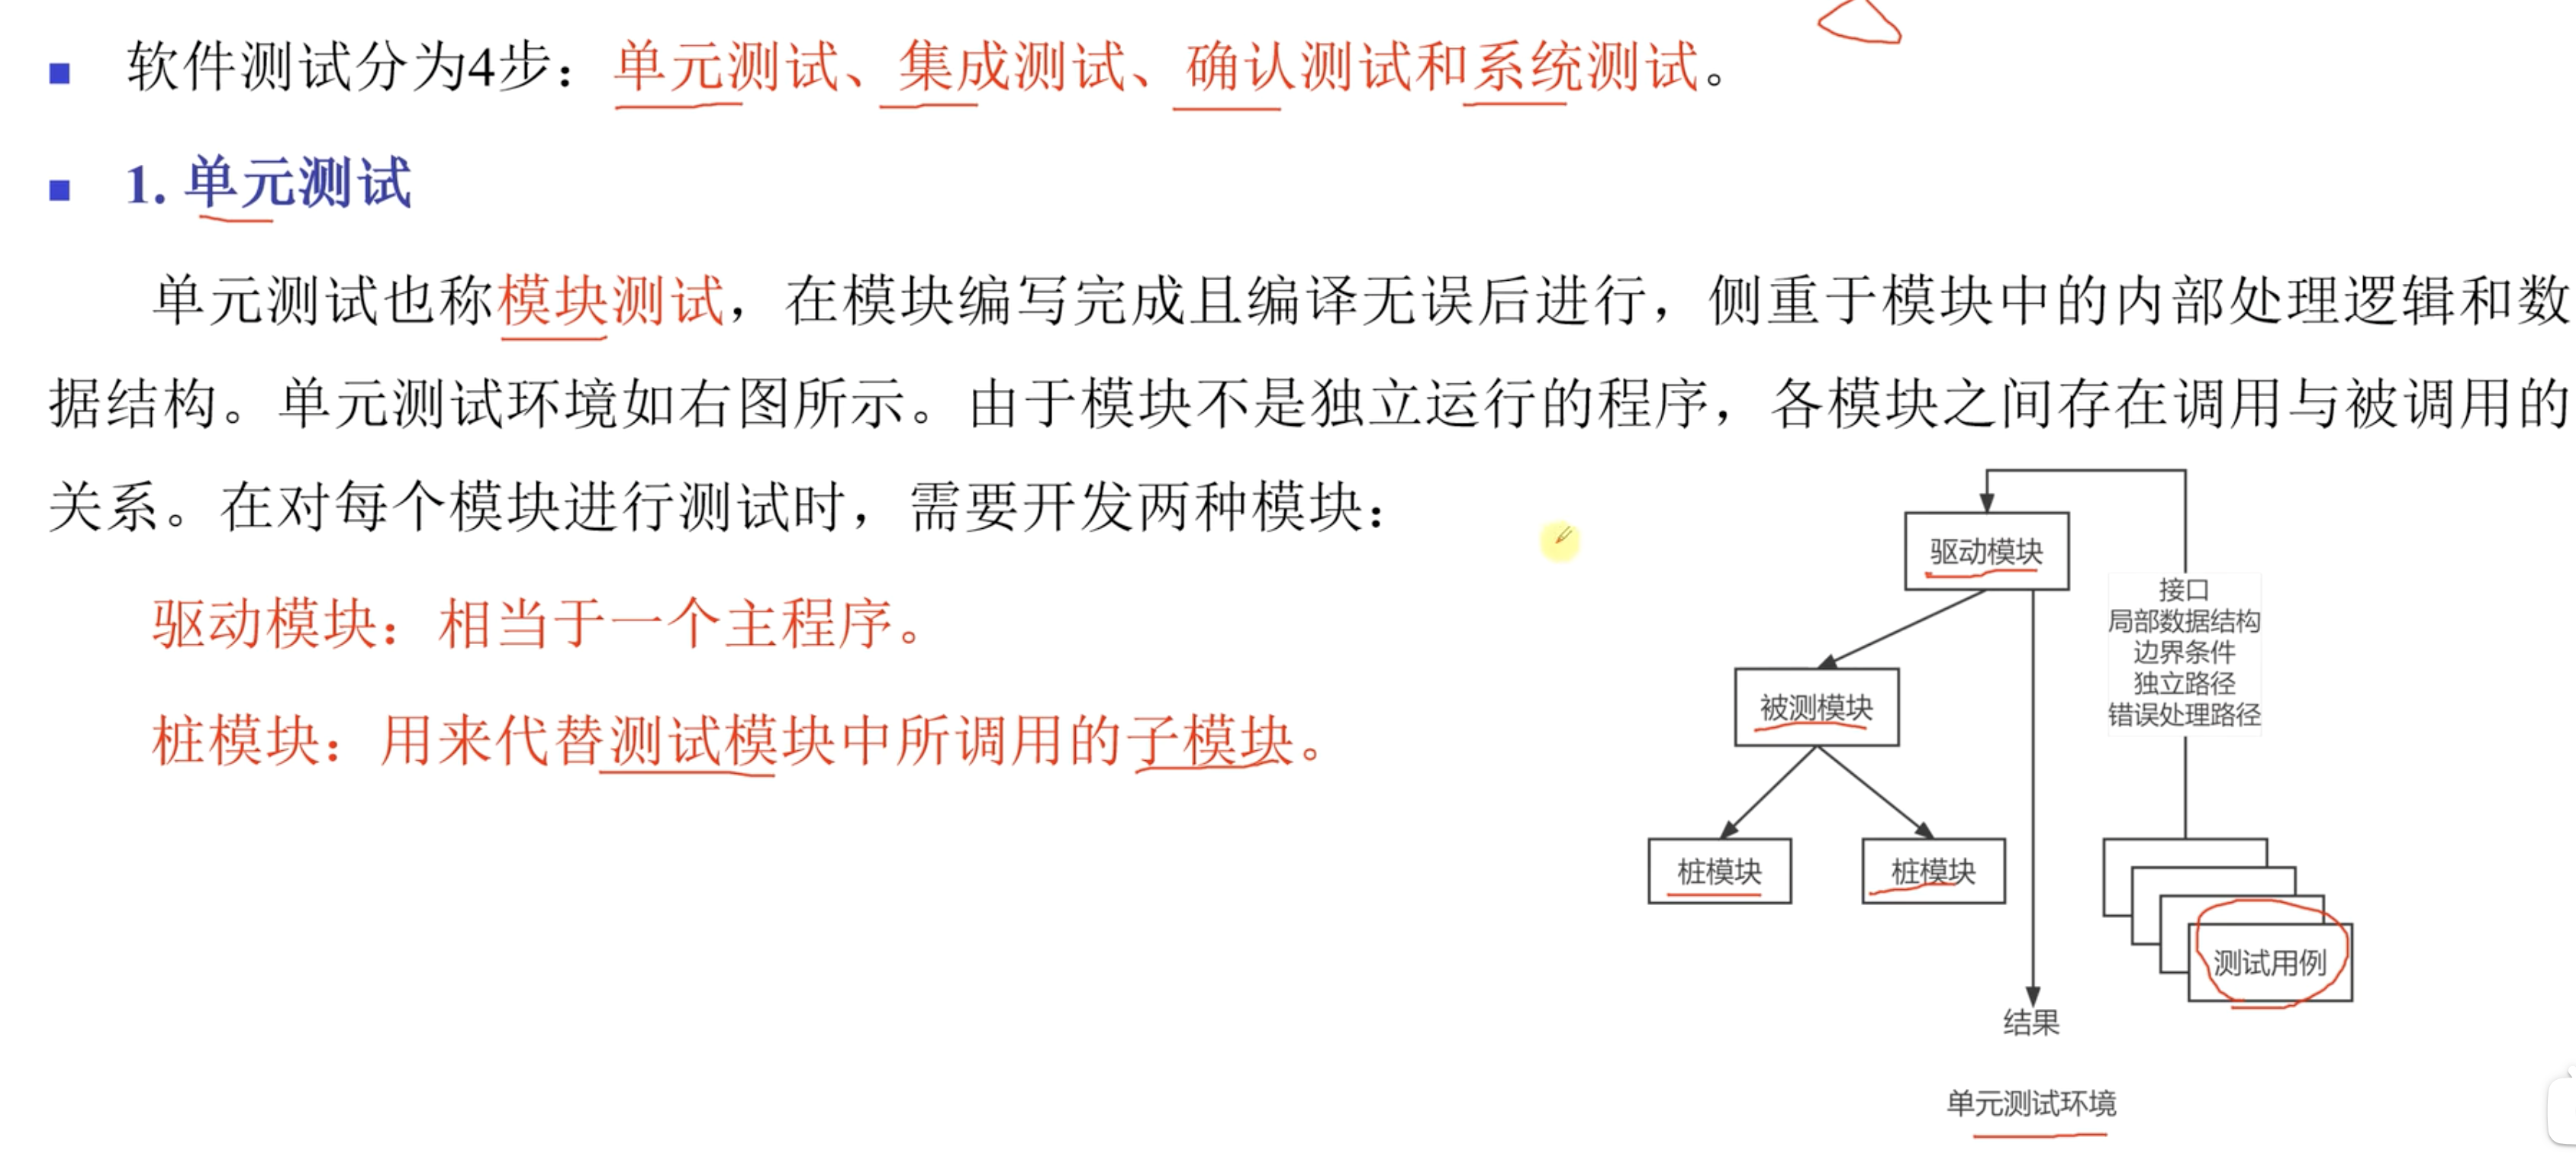 软件测试分为4步：单元测试、集成测试、确认测试和系统测试。
1. 单元测试
单元测试也称模块测试，在模块编写完成且编译无误后进行，侧重于模块中的内部处理逻辑和数
据结构。单元测试环境如右图所示。由于模块不是独立运行的程序，各模块之间存在调用与被调用的
关系。在对每个模块进行测试时，需要开发两种模块：
驱动模块：相当于一个主程序。
桩模块：用来代替测试模块中所调用的子模块。
驱动模块
接口
局部数据结构
边界条件
独立路径
错误处理路径
被测模块
桩模块
桩模块
测试用例
结果
单元测试环境